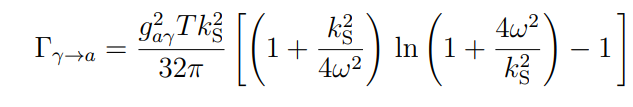 Γ_{γ→a} = \frac{g_{aγ}^2 T k_S^2}{32π} \left[ \left( 1 + \frac{k_S^2}{4ω^2} \right) \ln \left( 1 + \frac{4ω^2}{k_S^2} \right) − 1 \right]